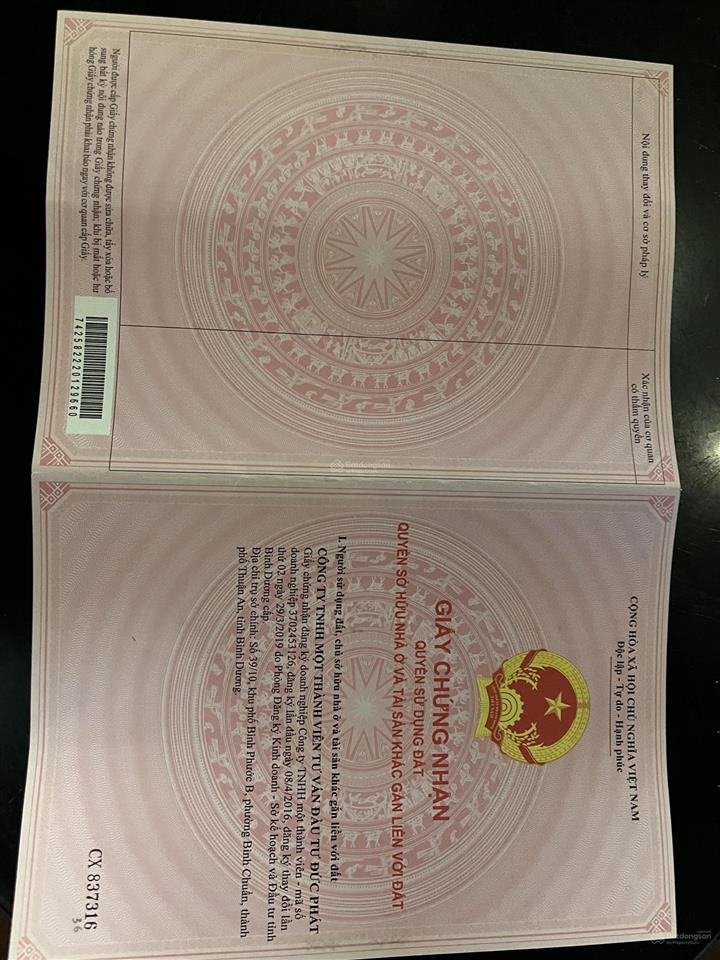 CỘNG HÒA XÃ HỘI CHỦ NGHĨA VIỆT NAM
Độc lập - Tự do - Hạnh phúc
GIẤY CHỨNG NHẬN
QUYỀN SỬ DỤNG ĐẤT
QUYỀN SỞ HỮU NHÀ Ở VÀ TÀI SẢN KHÁC GẮN LIỀN VỚI ĐẤT
I. Người sử dụng đất, chủ sở hữu nhà ở và tài sản khác gắn liền với đất
CÔNG TY TNHH MỘT THÀNH VIÊN TƯ VẤN ĐẦU TƯ ĐỨC PHÁT
Giấy chứng nhận đăng ký doanh nghiệp Công ty TNHH một thành viên - mã số
doanh nghiệp 3702453126, đăng ký lần đầu ngày 08/4/2016, đăng ký thay đổi lần
thứ 02 ngày 29/3/2019 do Phòng Đăng ký Kinh doanh - Sở kế hoạch và Đầu tư tỉnh
Bình Dương cấp.
Địa chỉ trụ sở chính: Số 39/10, khu phố Bình Phước B, phường Bình Chuẩn, thành
phố Thuận An, tỉnh Bình Dương.
CX 837316
36
Nội dung thay đổi và cơ sở pháp lý
Xác nhận của cơ quan
có thẩm quyền
Người được cấp Giấy chứng nhận không được sửa chữa, tẩy xóa hoặc bổ
sung bất kỳ nội dung nào trong Giấy chứng nhận; khi bị mất hoặc hư
hỏng Giấy chứng nhận phải khai báo ngay với cơ quan cấp Giấy.
7425822220129660
Batdongsan
Batdongsan
by PropertyGuru